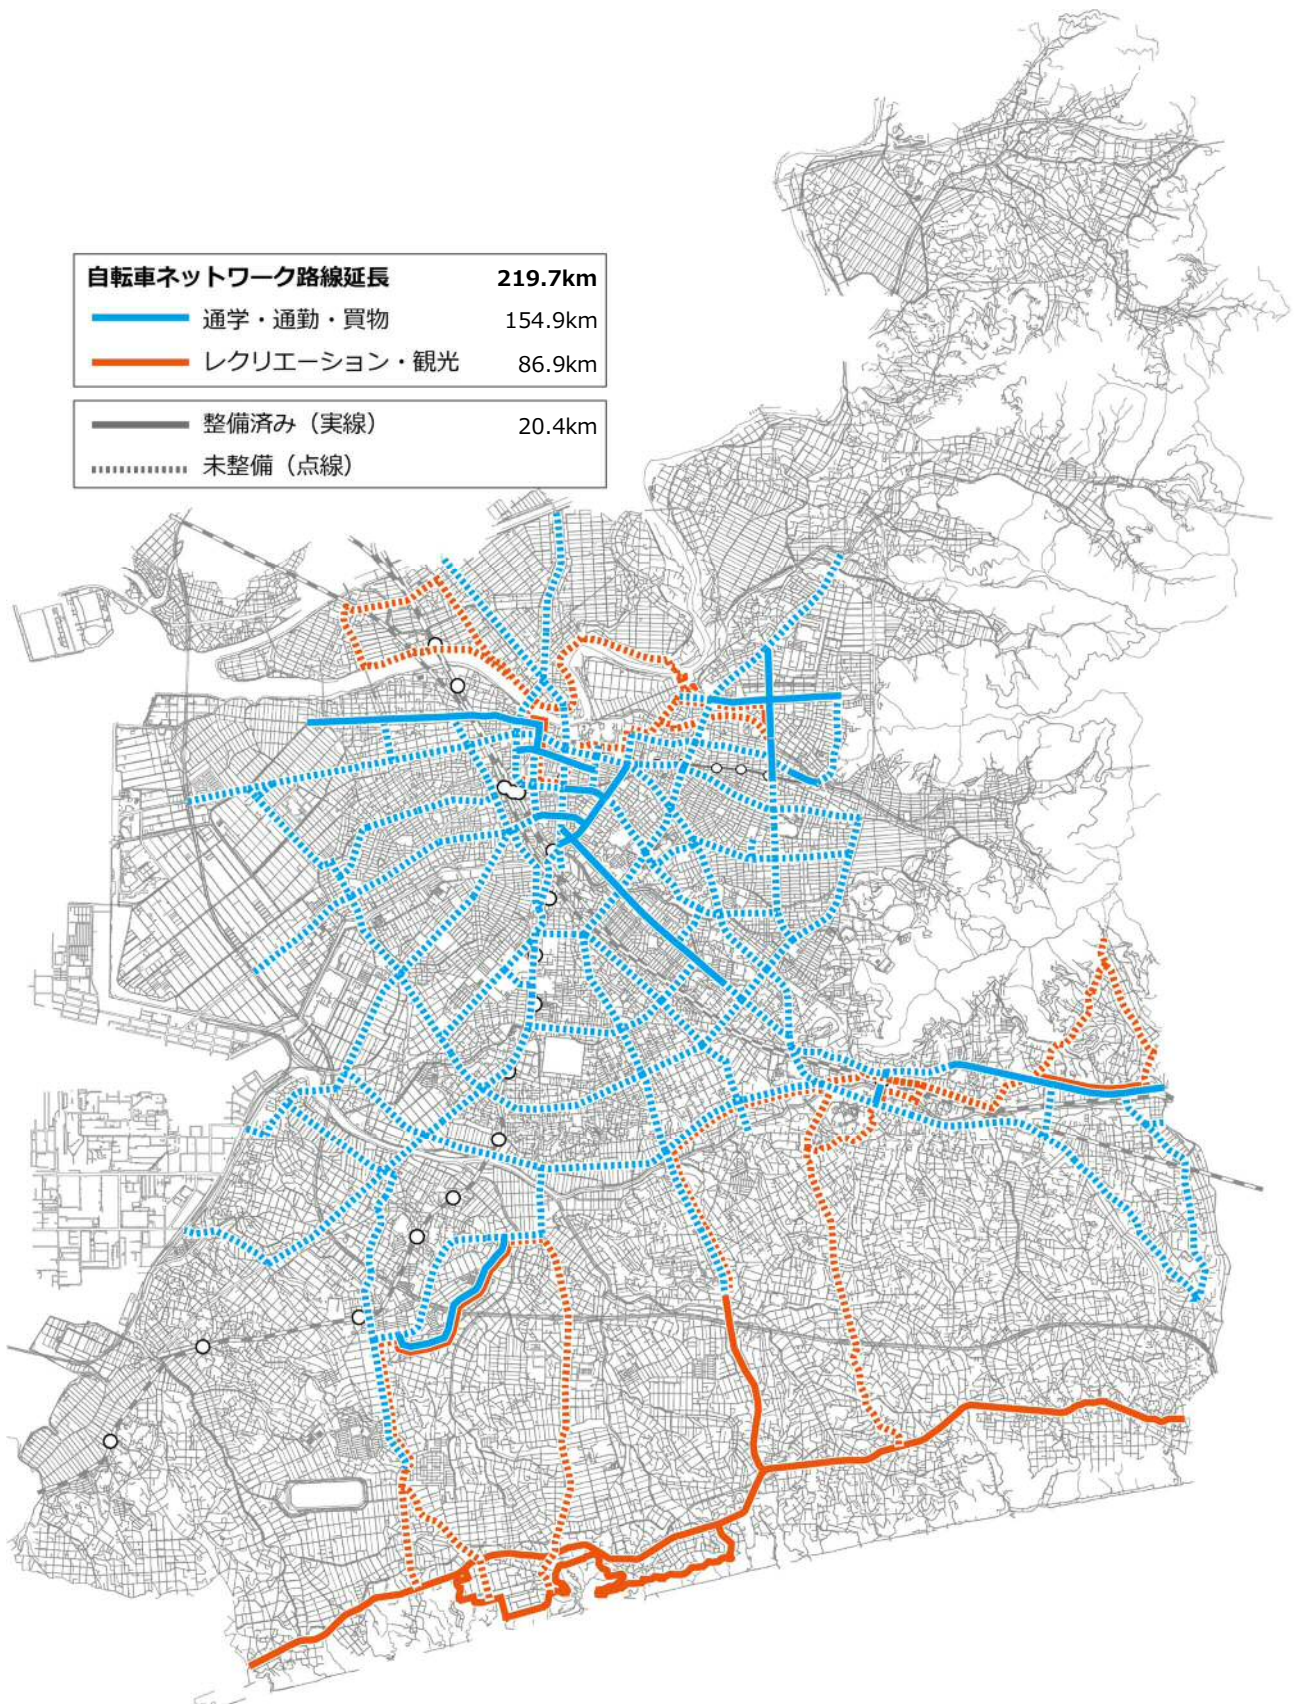 自転車ネットワーク路線延長 219.7km
通学・通勤・買物 154.9km
レクリエーション・観光 86.9km
整備済み（実線） 20.4km
未整備（点線）